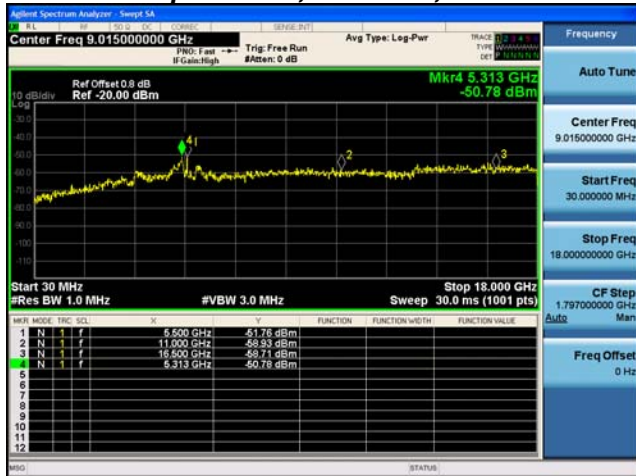 Agilent Spectrum Analyzer - Swept SA
RL RF 50 Ω DC CORREC SENSE:INT
Center Freq 9.015000000 GHz
PNO: Fast
IFGain:High
Trig: Free Run
#Atten: 0 dB
Avg Type: Log-Pwr
TRACE 1 2 3 4 5 6
TYPE
DET P N N N N N
Frequency
Auto Tune
Center Freq
9.015000000 GHz
Start Freq
30.000000 MHz
Stop Freq
18.000000000 GHz
CF Step
1.797000000 GHz
Auto Man
Freq Offset
0 Hz
Mkr4 5.313 GHz
-50.78 dBm
Ref Offset 0.8 dB
10 dB/div Ref -20.00 dBm
Log
-30.0
-40.0
-50.0
-60.0
-70.0
-80.0
-90.0
-100
-110
4 1
2
3
Start 30 MHz
Stop 18.000 GHz
#Res BW 1.0 MHz #VBW 3.0 MHz Sweep 30.0 ms (1001 pts)
MKR MODE TRC SCL X Y FUNCTION FUNCTION WIDTH FUNCTION VALUE
1 N 1 f 5.500 GHz -51.76 dBm
2 N 1 f 11.000 GHz -58.93 dBm
3 N 1 f 16.500 GHz -58.71 dBm
4 N 1 f 5.313 GHz -50.78 dBm
5
6
7
8
9
10
11
12
MSG STATUS